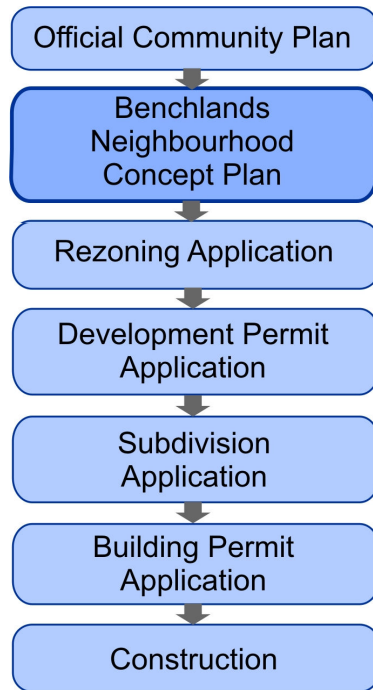 Official Community Plan
Benchlands
Neighbourhood
Concept Plan
Rezoning Application
Development Permit
Application
Subdivision
Application
Building Permit
Application
Construction